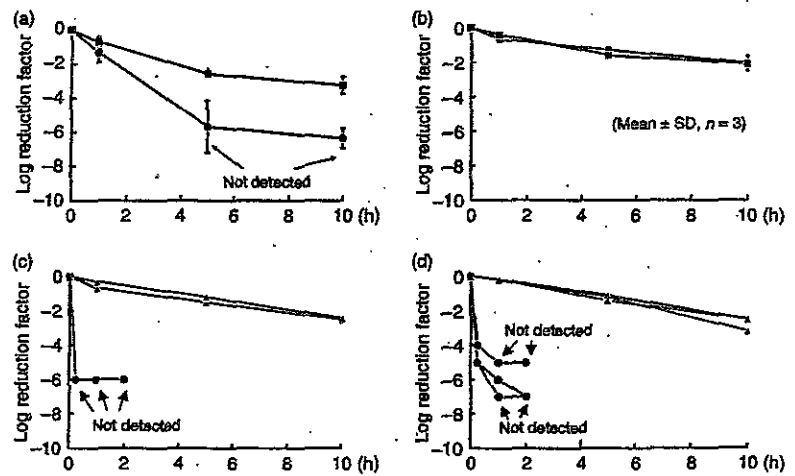 (a)
Log reduction factor
0
−2
−4
−6
−8
−10
Not detected
0 2 4 6 8 10 (h)
(b)
Log reduction factor
0
−2
−4
−6
−8
−10
(Mean ± SD, n = 3)
0 2 4 6 8 10 (h)
(c)
Log reduction factor
0
−2
−4
−6
−8
−10
Not detected
0 2 4 6 8 10 (h)
(d)
Log reduction factor
0
−2
−4
−6
−8
−10
Not detected
Not detected
0 2 4 6 8 10 (h)